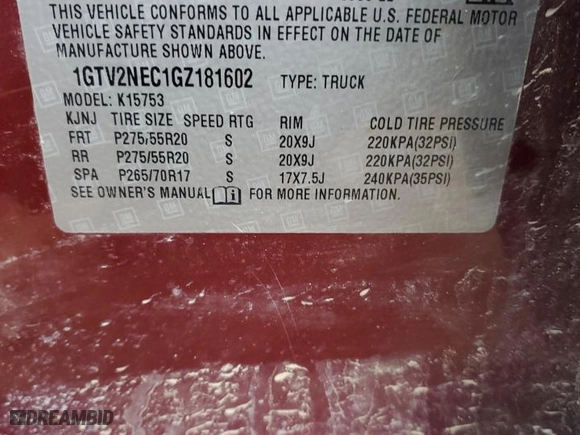 THIS VEHICLE CONFORMS TO ALL APPLICABLE U.S. FEDERAL MOTOR
VEHICLE SAFETY STANDARDS IN EFFECT ON THE DATE OF
MANUFACTURE SHOWN ABOVE.
1GTV2NEC1GZ181602 TYPE: TRUCK
MODEL: K15753
KJNJ TIRE SIZE SPEED RTG RIM COLD TIRE PRESSURE
FRT P275/55R20 S 20X9J 220KPA(32PSI)
RR P275/55R20 S 20X9J 220KPA(32PSI)
SPA P265/70R17 S 17X7.5J 240KPA(35PSI)
SEE OWNER'S MANUAL i FOR MORE INFORMATION.
DREAMBID